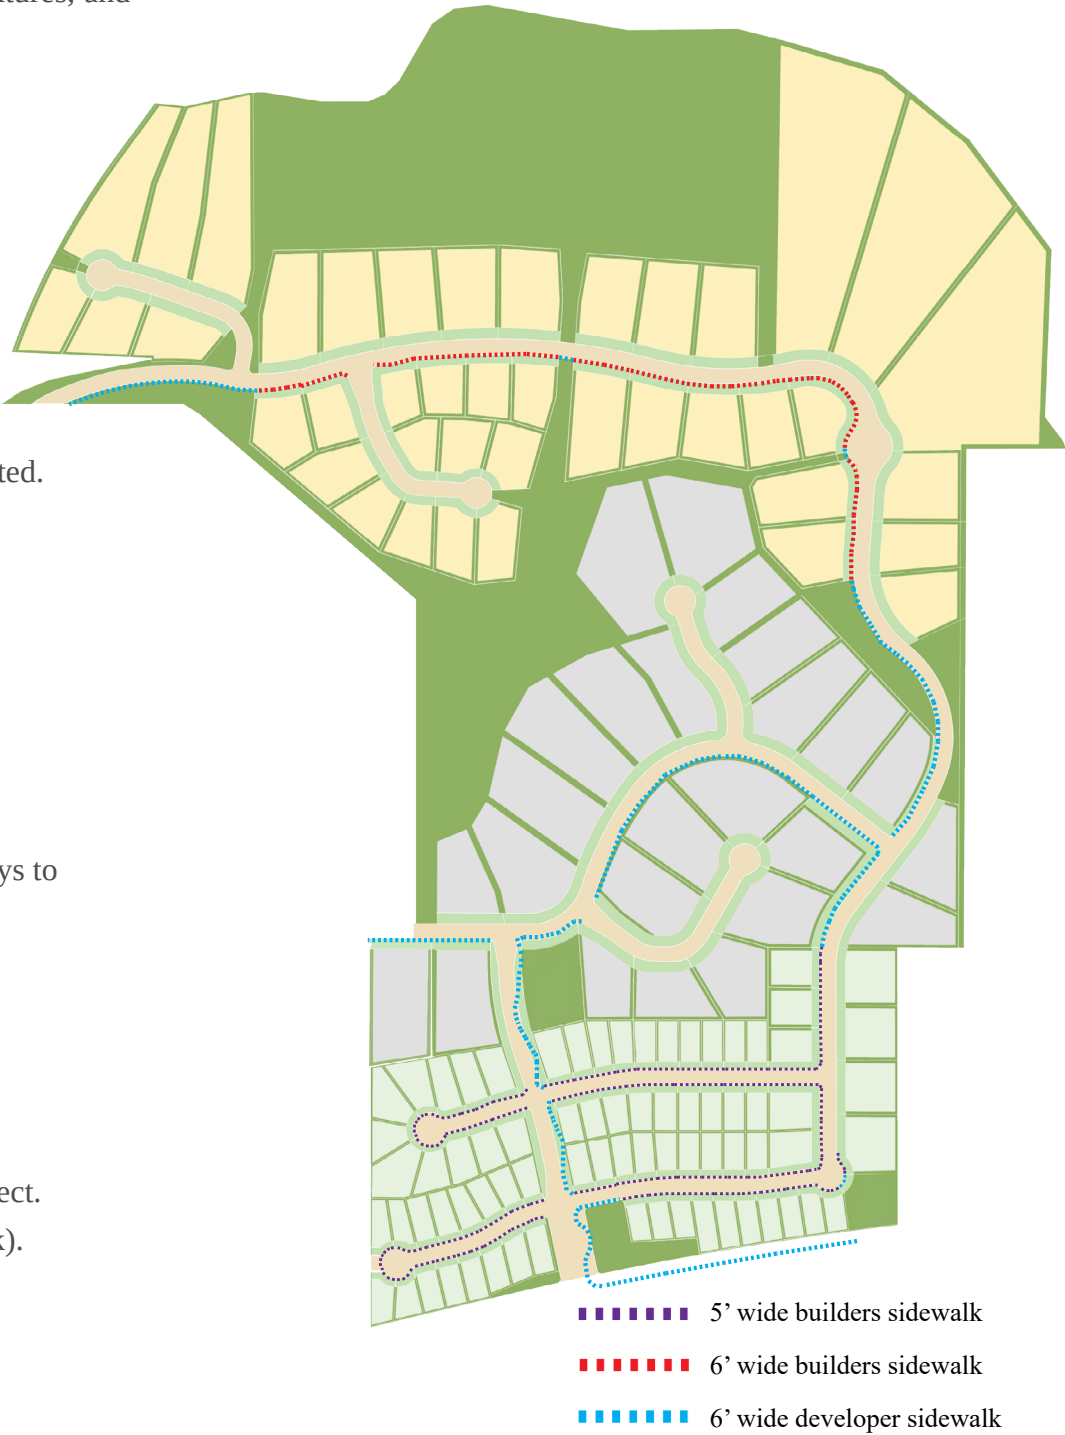 ted.
ys to
ect.
5’ wide builders sidewalk
6’ wide builders sidewalk
6’ wide developer sidewalk